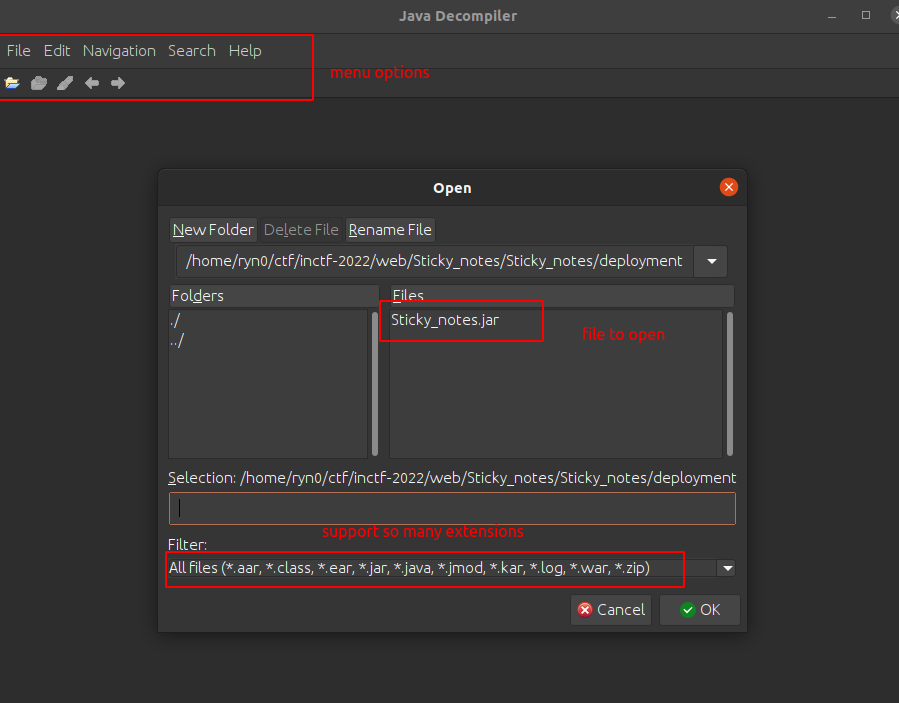 Java Decompiler
File Edit Navigation Search Help
menu options
Open
New Folder Delete File Rename File
/home/ryn0/ctf/inctf-2022/web/Sticky_notes/Sticky_notes/deployment
Folders Files
./ Sticky_notes.jar
file to open
../
Selection: /home/ryn0/ctf/inctf-2022/web/Sticky_notes/Sticky_notes/deployment
support so many extensions
Filter:
All files (*.aar, *.class, *.ear, *.jar, *.java, *.jmod, *.kar, *.log, *.war, *.zip)
Cancel OK